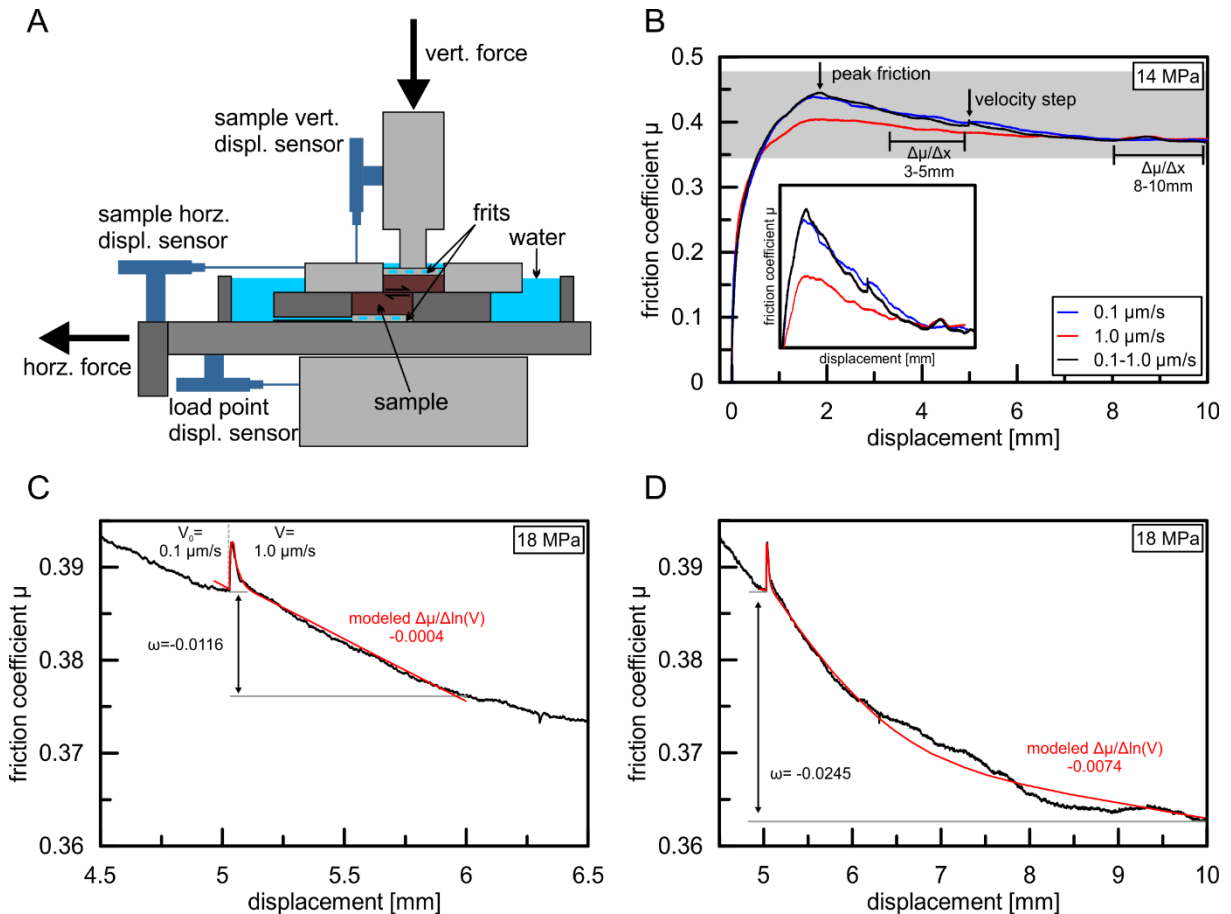 A
vert. force
sample vert.
displ. sensor
sample horz.
displ. sensor
frits
water
horz. force
load point
displ. sensor
sample
B
14 MPa
peak friction
velocity step
Δµ/Δx
3-5mm
Δµ/Δx
8-10mm
friction coefficient µ
displacement [mm]
0.1 µm/s
1.0 µm/s
0.1-1.0 µm/s
0.5
0.4
0.3
0.2
0.1
0
0 2 4 6 8 10
friction coefficient µ
displacement [mm]
C
18 MPa
V₀=
0.1 µm/s
V=
1.0 µm/s
modeled Δµ/Δln(V)
-0.0004
ω=-0.0116
0.39
0.38
0.37
0.36
4.5 5 5.5 6 6.5
friction coefficient µ
displacement [mm]
D
18 MPa
modeled Δµ/Δln(V)
-0.0074
ω= -0.0245
0.39
0.38
0.37
0.36
5 6 7 8 9 10
friction coefficient µ
displacement [mm]